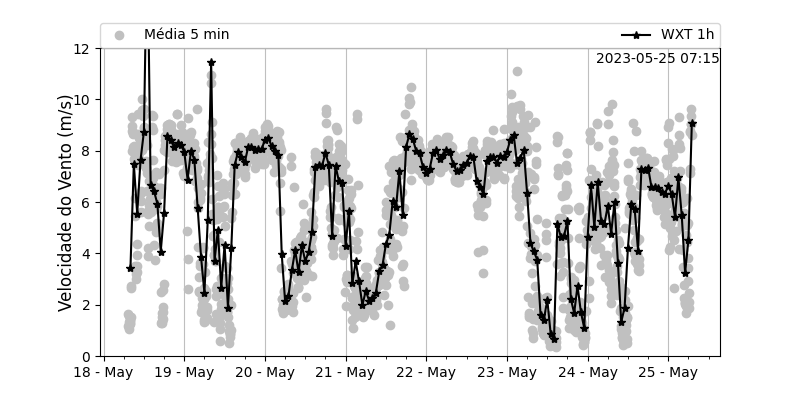 Média 5 min
WXT 1h
2023-05-25 07:15
Velocidade do Vento (m/s)
12
10
8
6
4
2
0
18 - May
19 - May
20 - May
21 - May
22 - May
23 - May
24 - May
25 - May